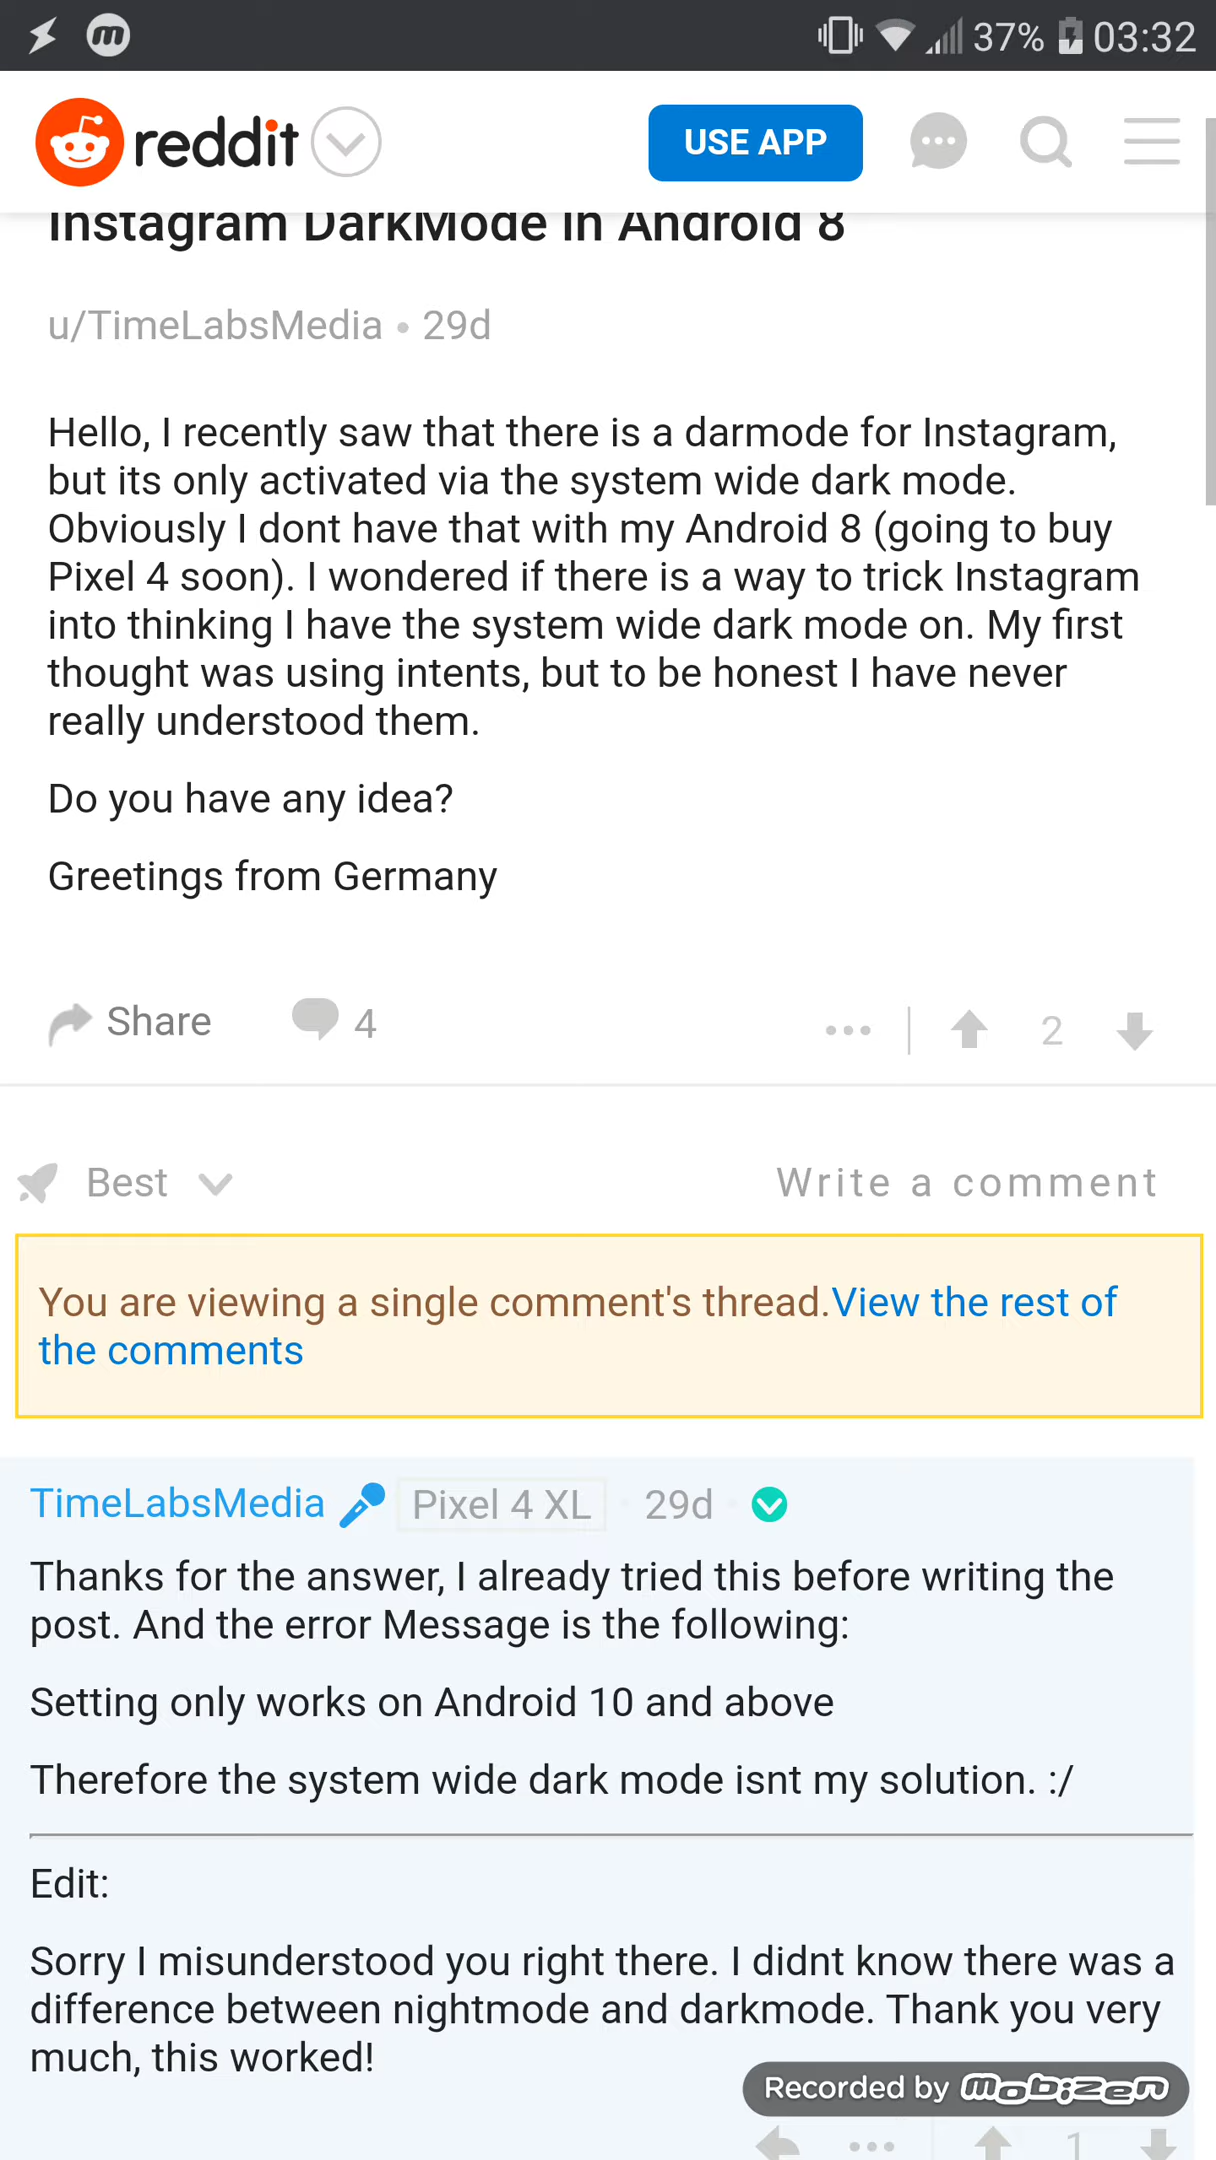 m 37% 03:32
reddit USE APP
Instagram DarkMode in Android 8
u/TimeLabsMedia • 29d
Hello, I recently saw that there is a darmode for Instagram,
but its only activated via the system wide dark mode.
Obviously I dont have that with my Android 8 (going to buy
Pixel 4 soon). I wondered if there is a way to trick Instagram
into thinking I have the system wide dark mode on. My first
thought was using intents, but to be honest I have never
really understood them.
Do you have any idea?
Greetings from Germany
Share 4 2
Best Write a comment
You are viewing a single comment's thread.View the rest of
the comments
TimeLabsMedia Pixel 4 XL • 29d
Thanks for the answer, I already tried this before writing the
post. And the error Message is the following:
Setting only works on Android 10 and above
Therefore the system wide dark mode isnt my solution. :/
Edit:
Sorry I misunderstood you right there. I didnt know there was a
difference between nightmode and darkmode. Thank you very
much, this worked!
Recorded by mobizen
1